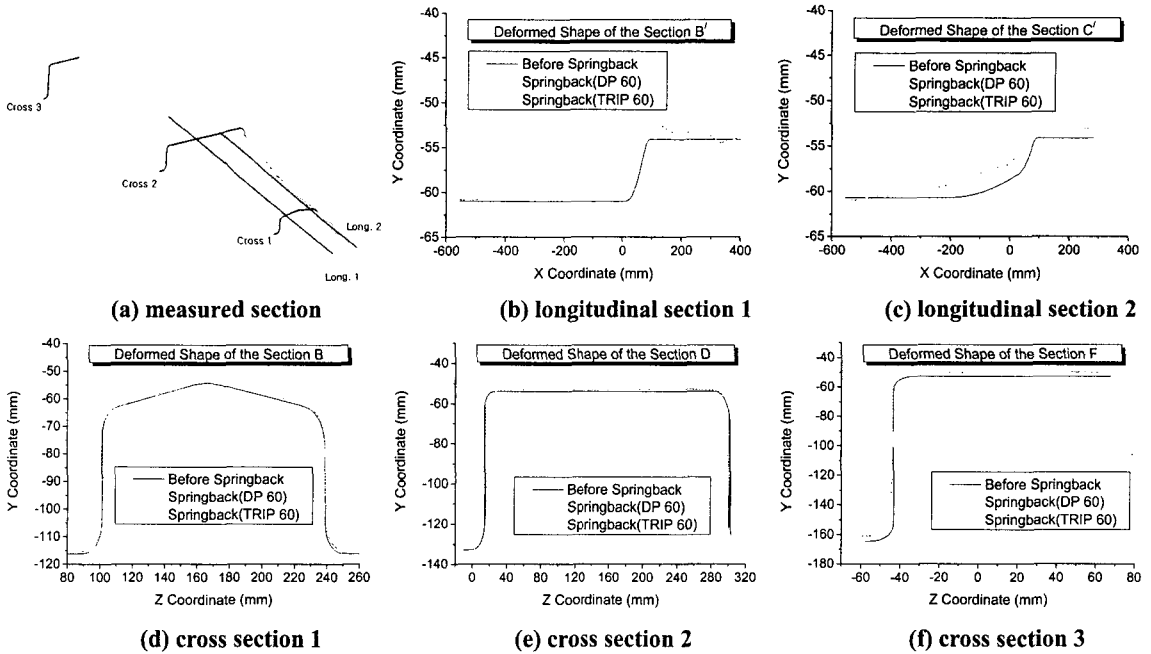 Cross 3
Cross 2
Cross 1
Long. 2
Long. 1
(a) measured section
Deformed Shape of the Section B'
Before Springback
Springback(DP 60)
Springback(TRIP 60)
Y Coordinate (mm)
-40
-45
-50
-55
-60
-65
-600 -400 -200 0 200 400
X Coordinate (mm)
(b) longitudinal section 1
Deformed Shape of the Section C'
Before Springback
Springback(DP 60)
Springback(TRIP 60)
Y Coordinate (mm)
-40
-45
-50
-55
-60
-65
-600 -400 -200 0 200 400
X Coordinate (mm)
(c) longitudinal section 2
Deformed Shape of the Section B
Before Springback
Springback(DP 60)
Springback(TRIP 60)
Y Coordinate (mm)
-40
-50
-60
-70
-80
-90
-100
-110
-120
80 100 120 140 160 180 200 220 240 260
Z Coordinate (mm)
(d) cross section 1
Deformed Shape of the Section D
Before Springback
Springback(DP 60)
Springback(TRIP 60)
Y Coordinate (mm)
-40
-60
-80
-100
-120
-140
0 40 80 120 160 200 240 280 320
Z Coordinate (mm)
(e) cross section 2
Deformed Shape of the Section F
Before Springback
Springback(DP 60)
Springback(TRIP 60)
Y Coordinate (mm)
-40
-60
-80
-100
-120
-140
-160
-180
-60 -40 -20 0 20 40 60 80
Z Coordinate (mm)
(f) cross section 3